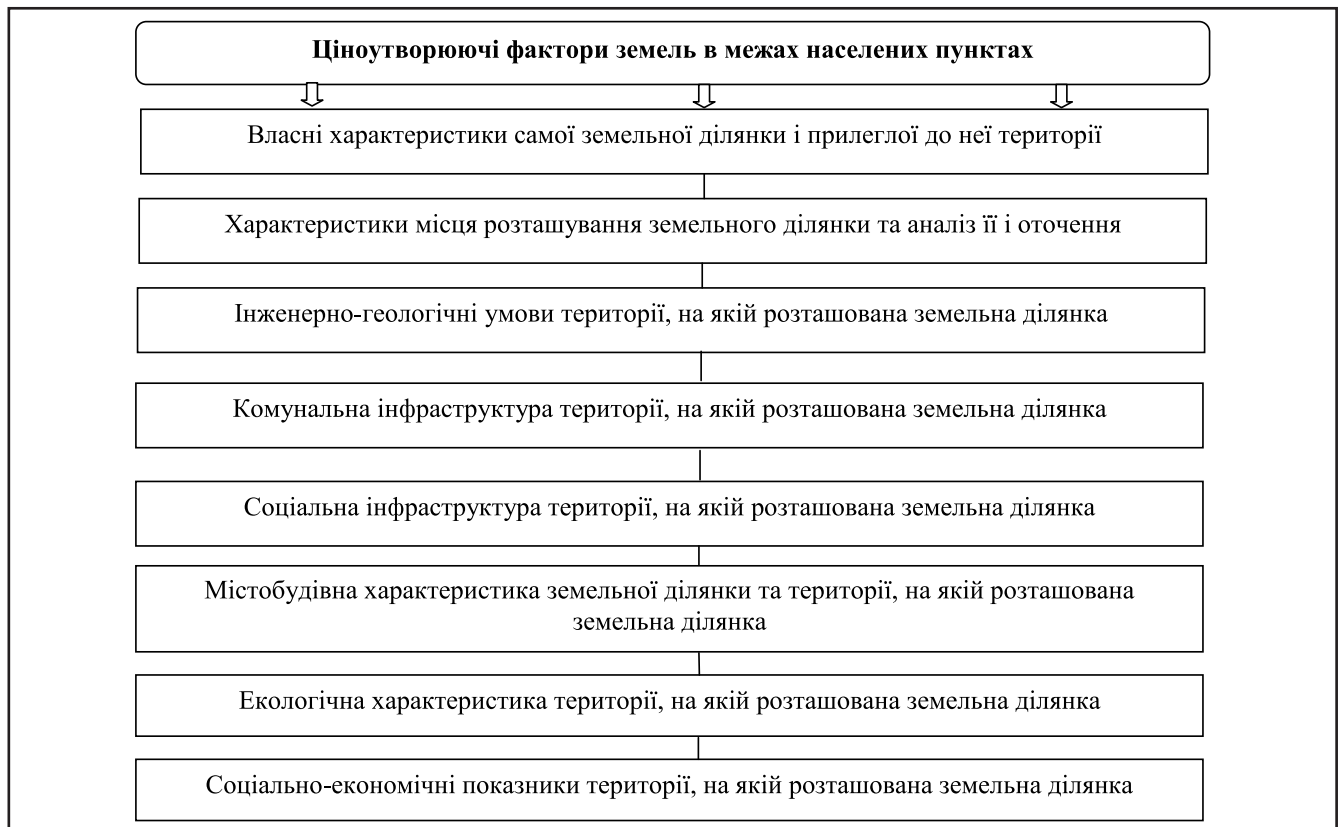 Ціноутворюючі фактори земель в межах населених пунктах
Власні характеристики самої земельної ділянки і прилеглої до неї території
Характеристики місця розташування земельного ділянки та аналіз її і оточення
Інженерно-геологічні умови території, на якій розташована земельна ділянка
Комунальна інфраструктура території, на якій розташована земельна ділянка
Соціальна інфраструктура території, на якій розташована земельна ділянка
Містобудівна характеристика земельної ділянки та території, на якій розташована
земельна ділянка
Екологічна характеристика території, на якій розташована земельна ділянка
Соціально-економічні показники території, на якій розташована земельна ділянка